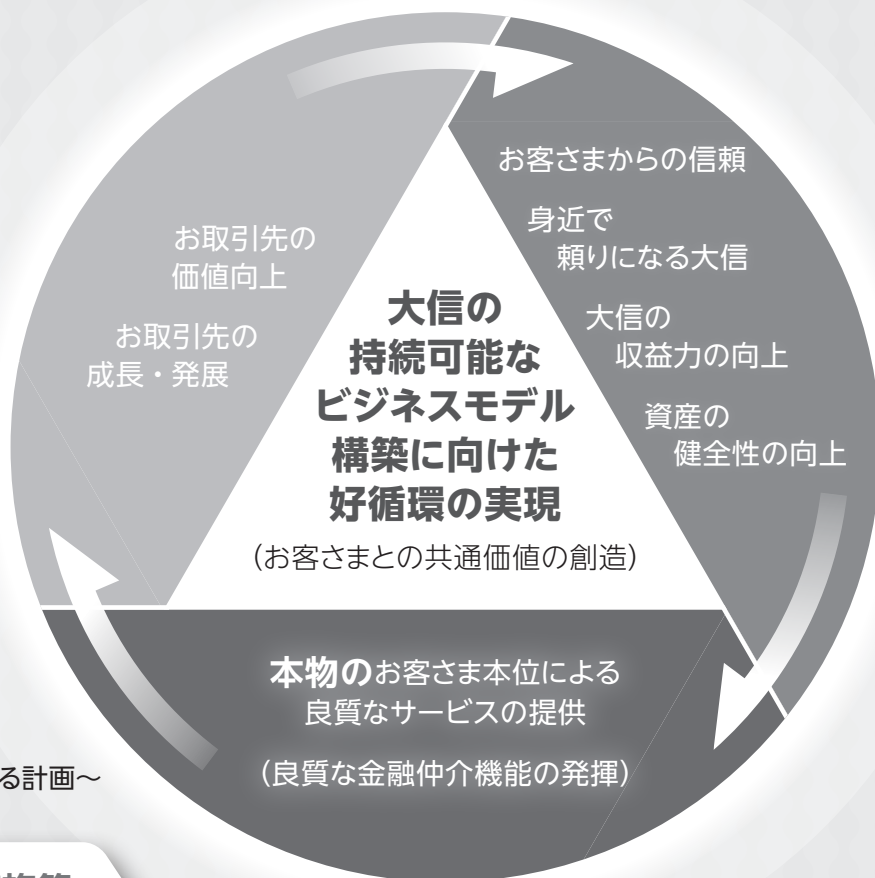 お客さまからの信頼
身近で
頼りになる大信
大信の
収益力の向上
資産の
健全性の向上
お取引先の
価値向上
お取引先の
成長・発展
大信の
持続可能な
ビジネスモデル
構築に向けた
好循環の実現
(お客さまとの共通価値の創造)
本物のお客さま本位による
良質なサービスの提供
(良質な金融仲介機能の発揮)
る計画〜